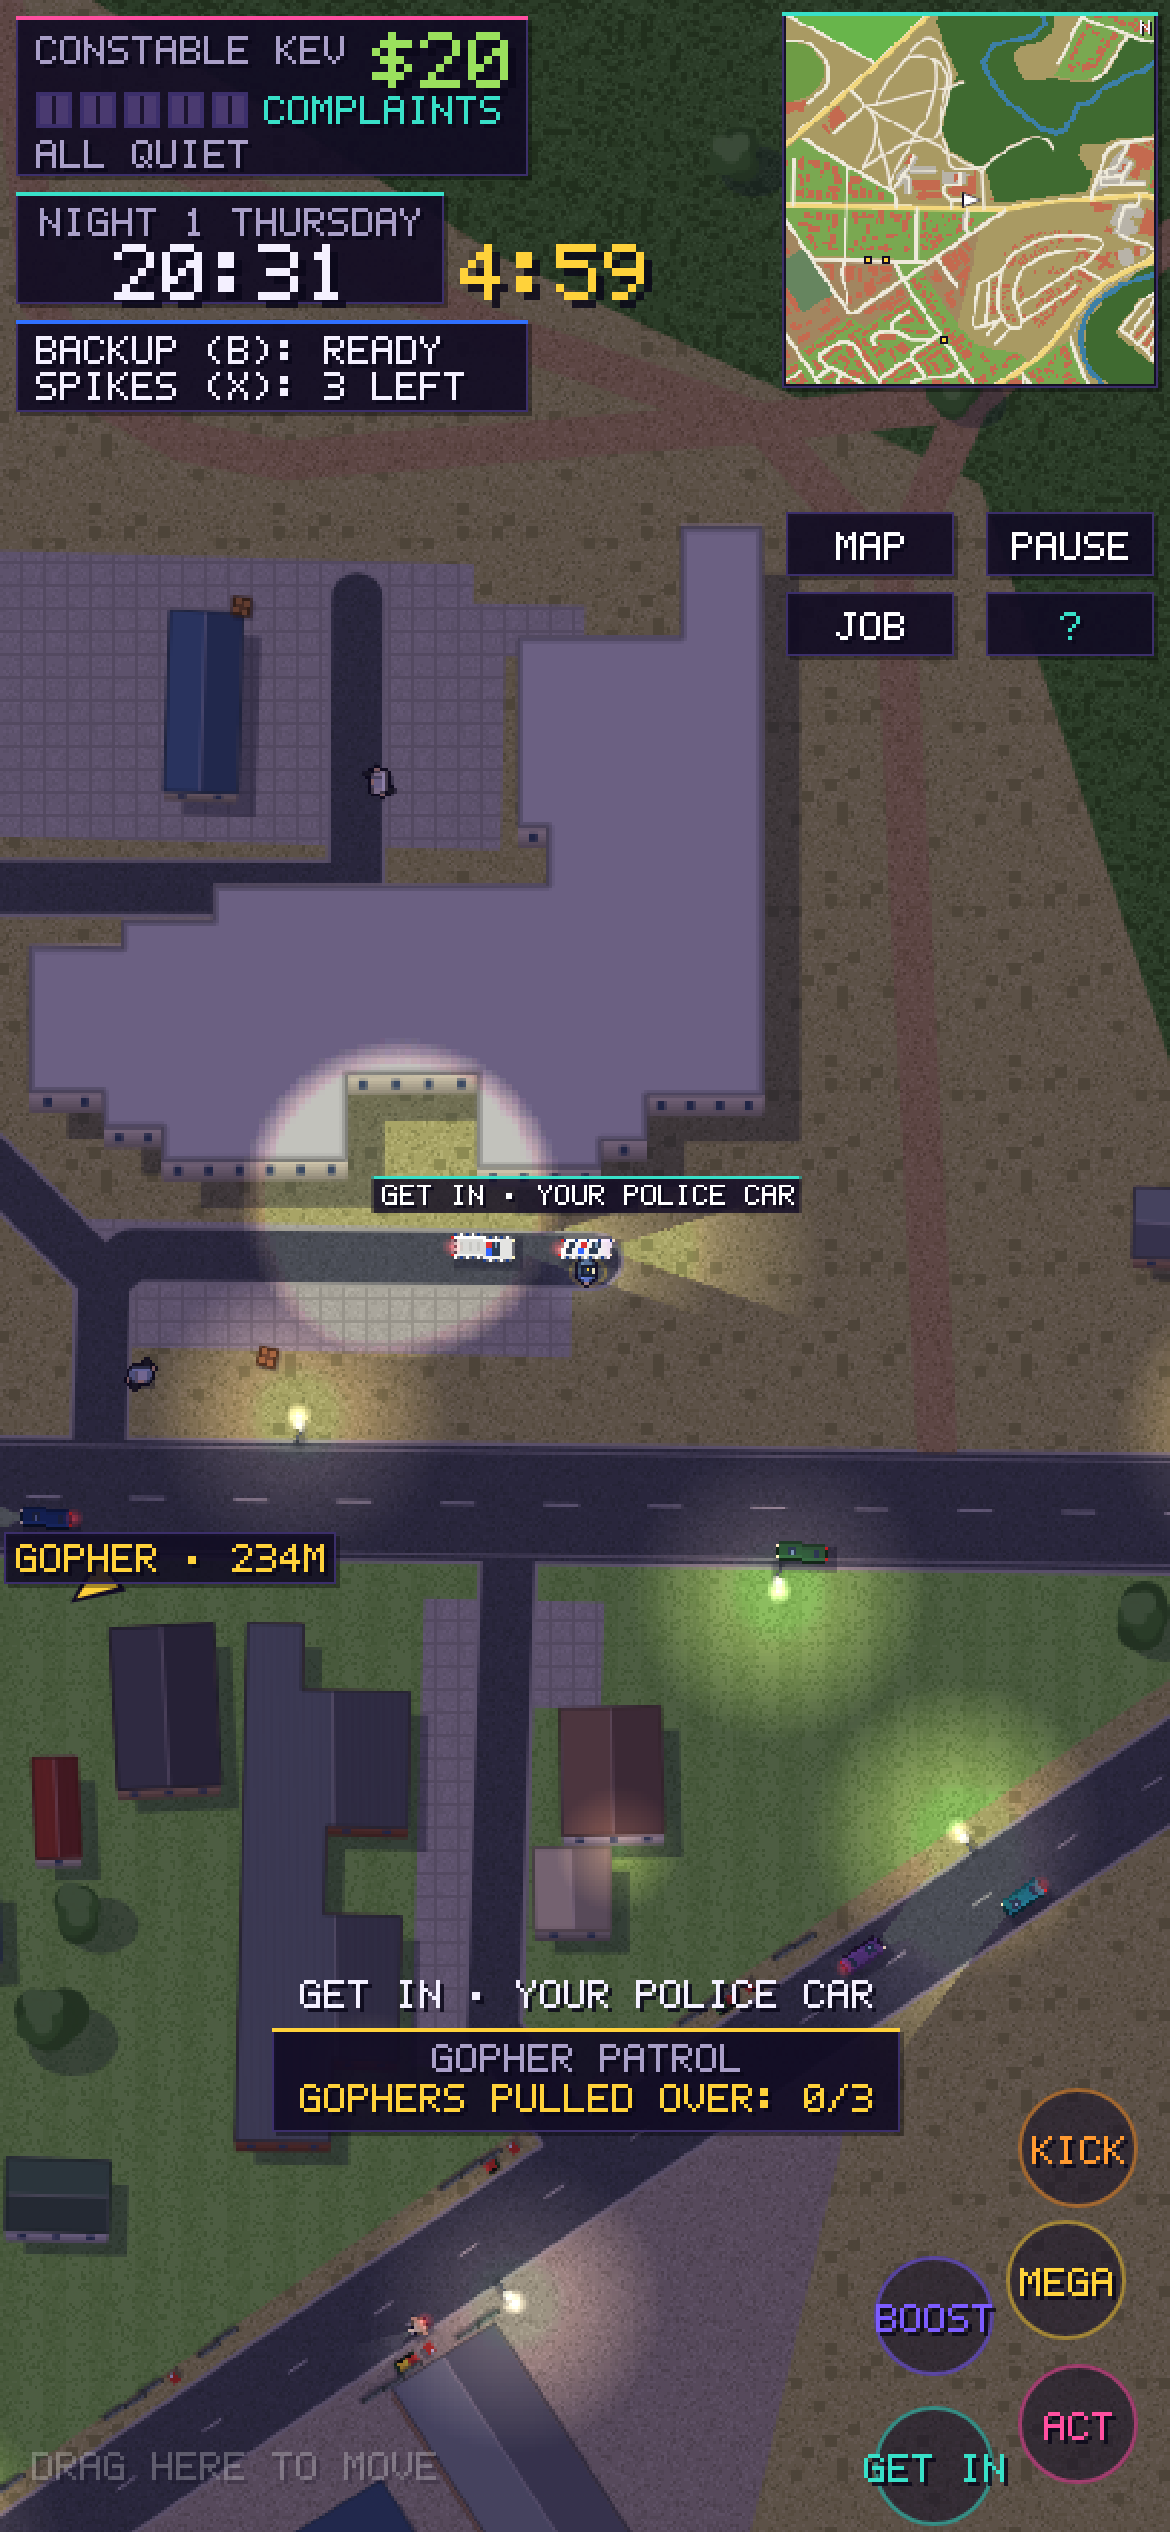 CONSTABLE KEV $20
COMPLAINTS
ALL QUIET
N
NIGHT 1 THURSDAY
20:31 4:59
BACKUP (B): READY
SPIKES (X): 3 LEFT
MAP PAUSE
JOB ?
GET IN · YOUR POLICE CAR
GOPHER · 234M
GET IN · YOUR POLICE CAR
GOPHER PATROL
GOPHERS PULLED OVER: 0/3
KICK
MEGA
BOOST
ACT
GET IN
DRAG HERE TO MOVE